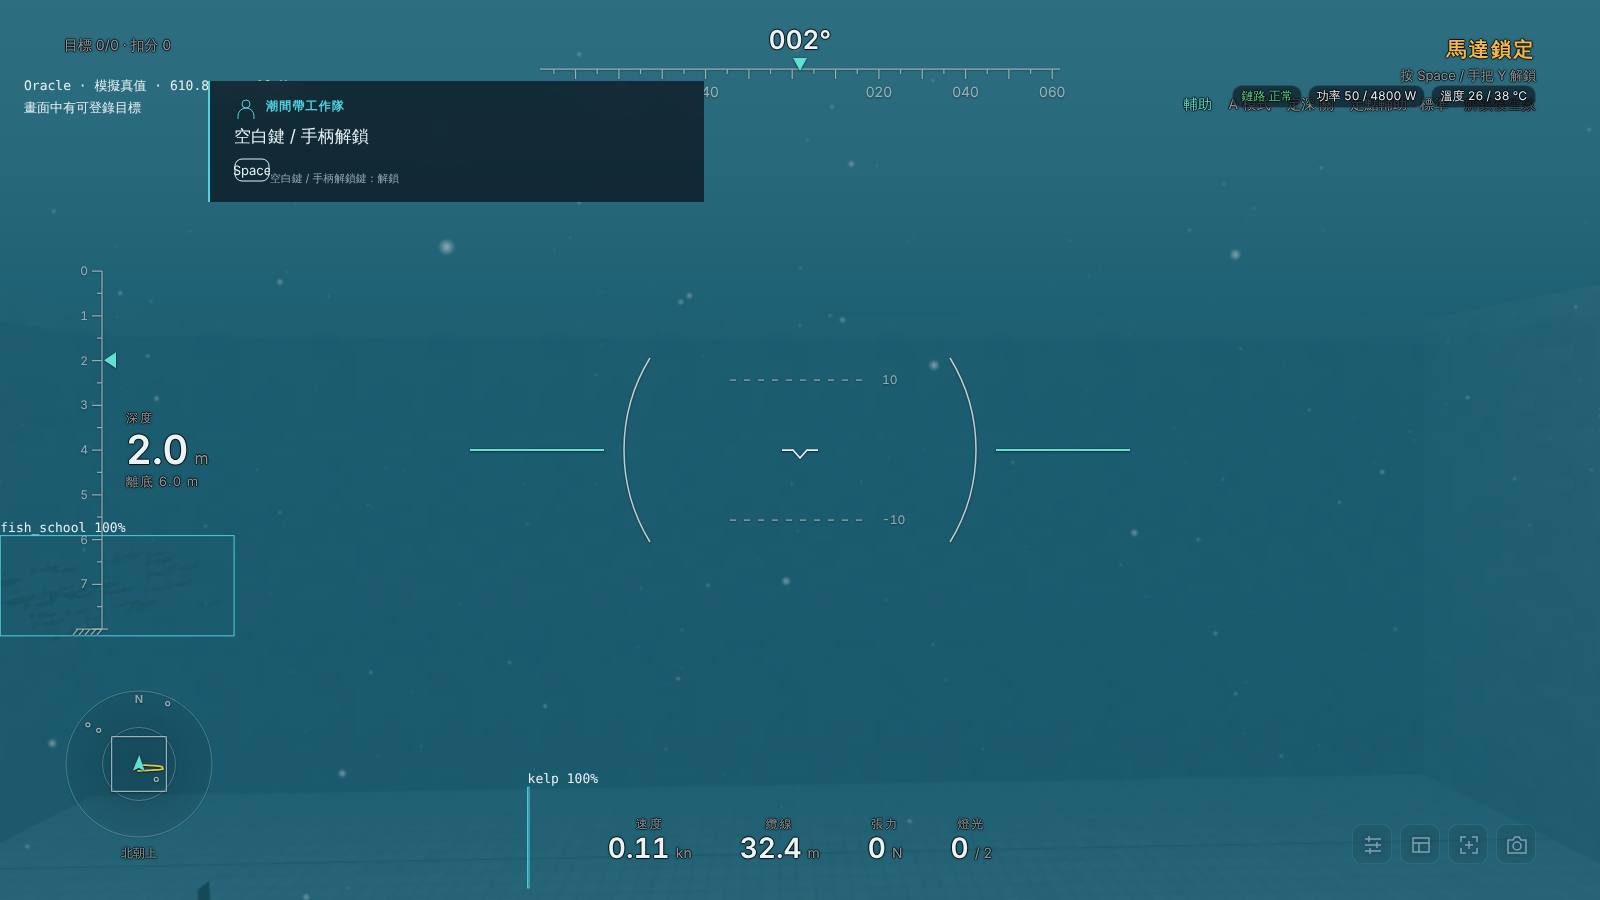 目標 0/0 · 扣分 0
002°
馬達鎖定
按 Space / 手把 Y 解鎖
Oracle · 模擬真值 · 610.8
畫面中有可登錄目標
鏈路 正常
功率 50 / 4800 W
溫度 26 / 38 °C
輔助
40
020
040
060
潮間帶工作隊
空白鍵 / 手柄解鎖
Space
空白鍵 / 手柄解鎖鍵：解鎖
0
1
2
3
4
5
6
7
10
-10
深度
2.0 m
離底 6.0 m
fish_school 100%
N
北朝上
kelp 100%
速度
0.11 kn
纜線
32.4 m
張力
0 N
燈光
0 / 2